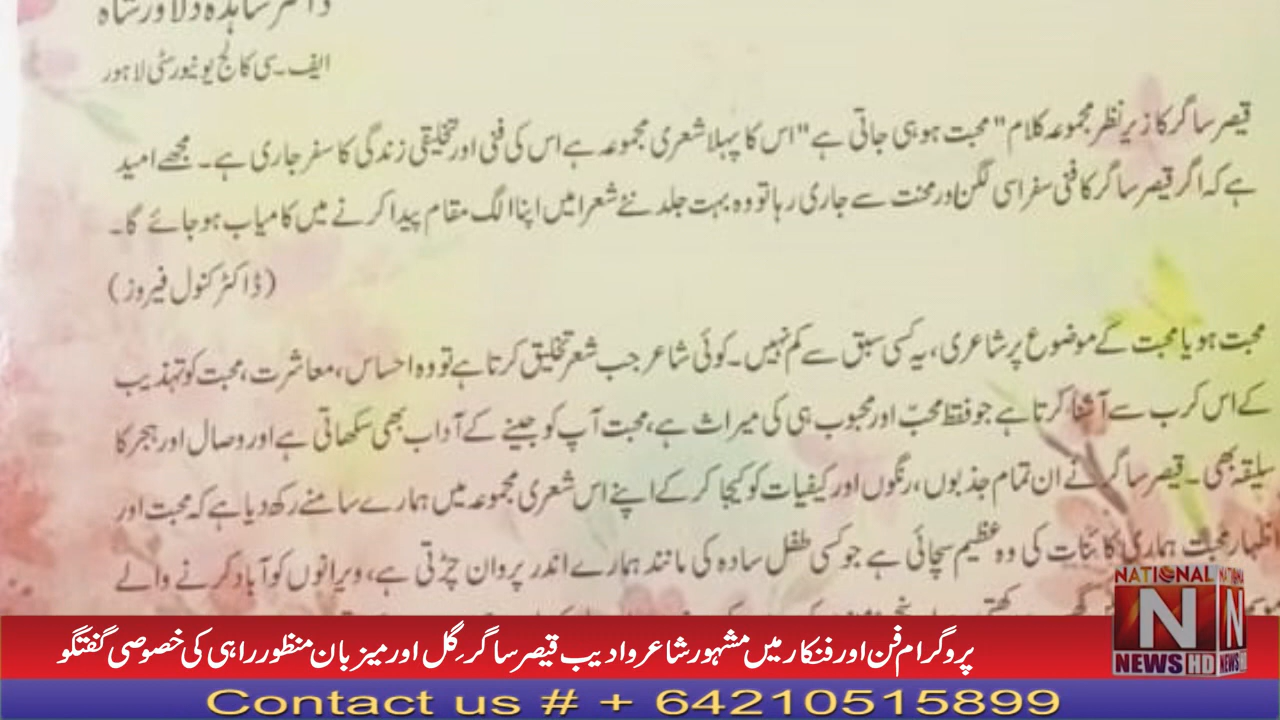 ڈاکٹر شاہدہ دلاور شاہ
ایف۔سی کالج یونیورسٹی لاہور
قیصر ساگر کا زیرِ نظر مجموعہ کلام "محبت ہو ہی جاتی ہے" اس کا پہلا شعری مجموعہ ہے اس کی فنی اور تخلیقی زندگی کا سفر جاری ہے۔ مجھے امید
ہے کہ اگر قیصر ساگر کا فنی سفر اسی لگن ور محنت سے جاری رہا تو وہ بہت جلد نئے شعرا میں اپنا الگ مقام پیدا کرنے میں کامیاب ہو جائے گا۔
(ڈاکٹر کنول فیروز)
محبت ہو یا محبت کے موضوع پر شاعری، یہ کسی سبق سے کم نہیں۔ کوئی شاعر جب شعر تخلیق کرتا ہے تو وہ احساس، معاشرت، محبت کو تہذیب
کے اس کرب سے آشنا کرتا ہے جو فقط محبّ اور محبوب ہی کی میراث ہے، محبت آپ کو جینے کے آداب بھی سکھاتی ہے اور وصال اور ہجر کا
سلیقہ بھی۔ قیصر ساگر نے ان تمام جذبوں، رنگوں اور کیفیات کو یکجا کر کے اپنے اس شعری مجموعہ میں ہمارے سامنے رکھ دیا ہے کہ محبت اور
اظہارِ محبت ہماری کائنات کی وہ عظیم سچائی ہے جو کسی طفل سادہ کی مانند ہمارے اندر پروان چڑتی ہے، ویرانوں کو آباد کرنے والے
پروگرام فن اور فنکار میں مشہور شاعر و ادیب قیصر ساگر گِل اور میزبان منظور راہی کی خصوصی گفتگو
NATIONAL
N
NEWS HD
Contact us # + 64210515899